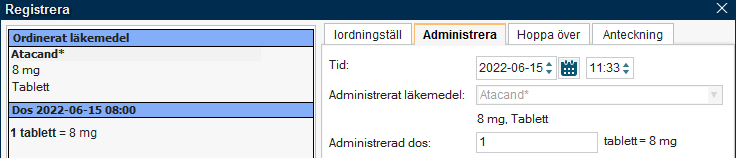 Registrera
Ordinerat läkemedel
Atacand*
8 mg
Tablett
Dos 2022-06-15 08:00
1 tablett = 8 mg
Iordningställ Administrera Hoppa över Anteckning
Tid: 2022-06-15 11:33
Administrerat läkemedel: Atacand*
8 mg, Tablett
Administrerad dos: 1 tablett = 8 mg